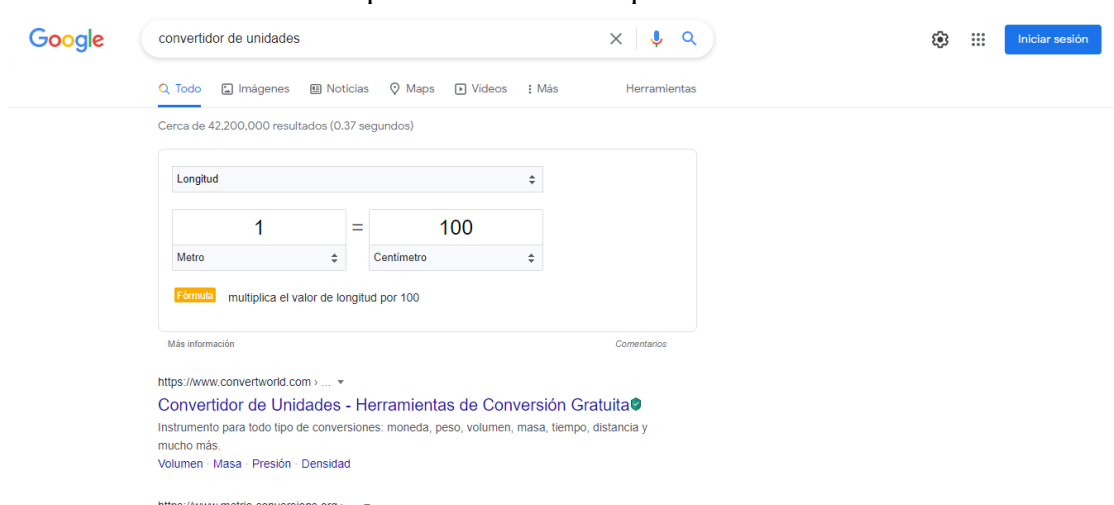 Google
convertidor de unidades
Iniciar sesión
Todo Imágenes Noticias Maps Videos Más Herramientas
Cerca de 42,200,000 resultados (0.37 segundos)
Longitud
1 = 100
Metro Centímetro
Fórmula multiplica el valor de longitud por 100
Más información Comentarios
https://www.convertworld.com › ...
Convertidor de Unidades - Herramientas de Conversión Gratuita
Instrumento para todo tipo de conversiones: moneda, peso, volumen, masa, tiempo, distancia y
mucho más.
Volumen · Masa · Presión · Densidad